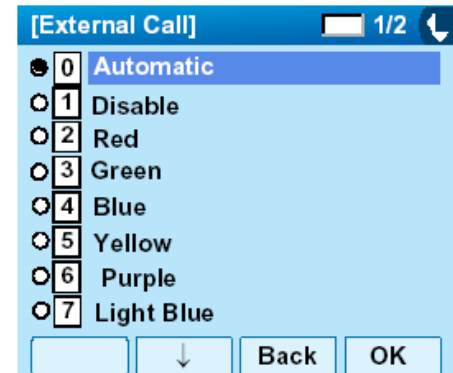 [External Call] 1/2
0 Automatic
1 Disable
2 Red
3 Green
4 Blue
5 Yellow
6 Purple
7 Light Blue
↓ Back OK